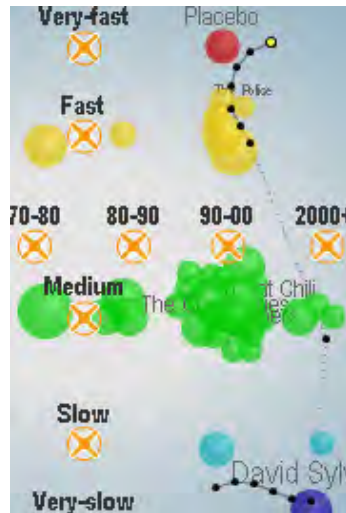 Very-fast
Placebo
Fast
Police
70-80
80-90
90-00
2000+
Medium
Chili
The
Slow
David Sylv
Very-slow